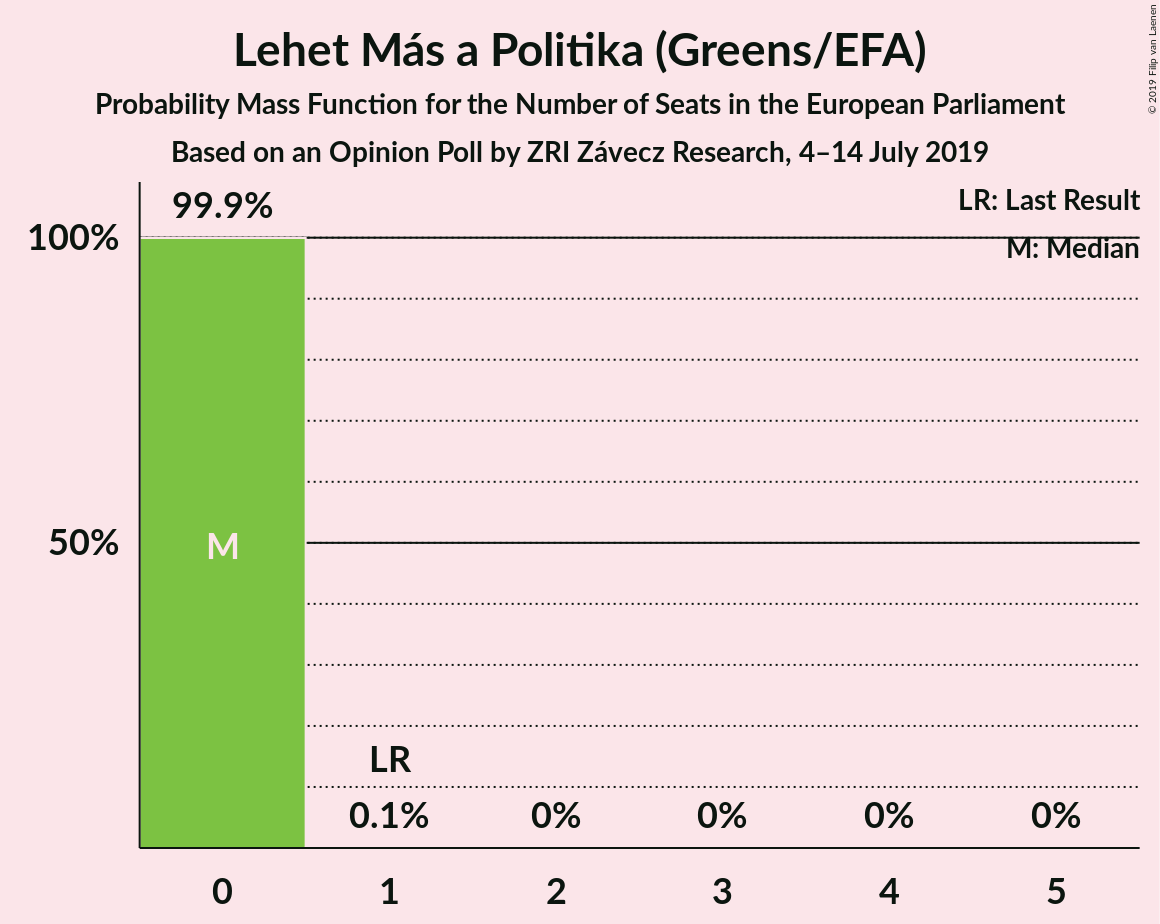 Lehet Más a Politika (Greens/EFA)
Probability Mass Function for the Number of Seats in the European Parliament
Based on an Opinion Poll by ZRI Závecz Research, 4–14 July 2019
© 2019 Filip van Laenen
LR: Last Result
M: Median
99.9%
100%
50%
M
LR
0.1%
0%
0%
0%
0%
0
1
2
3
4
5